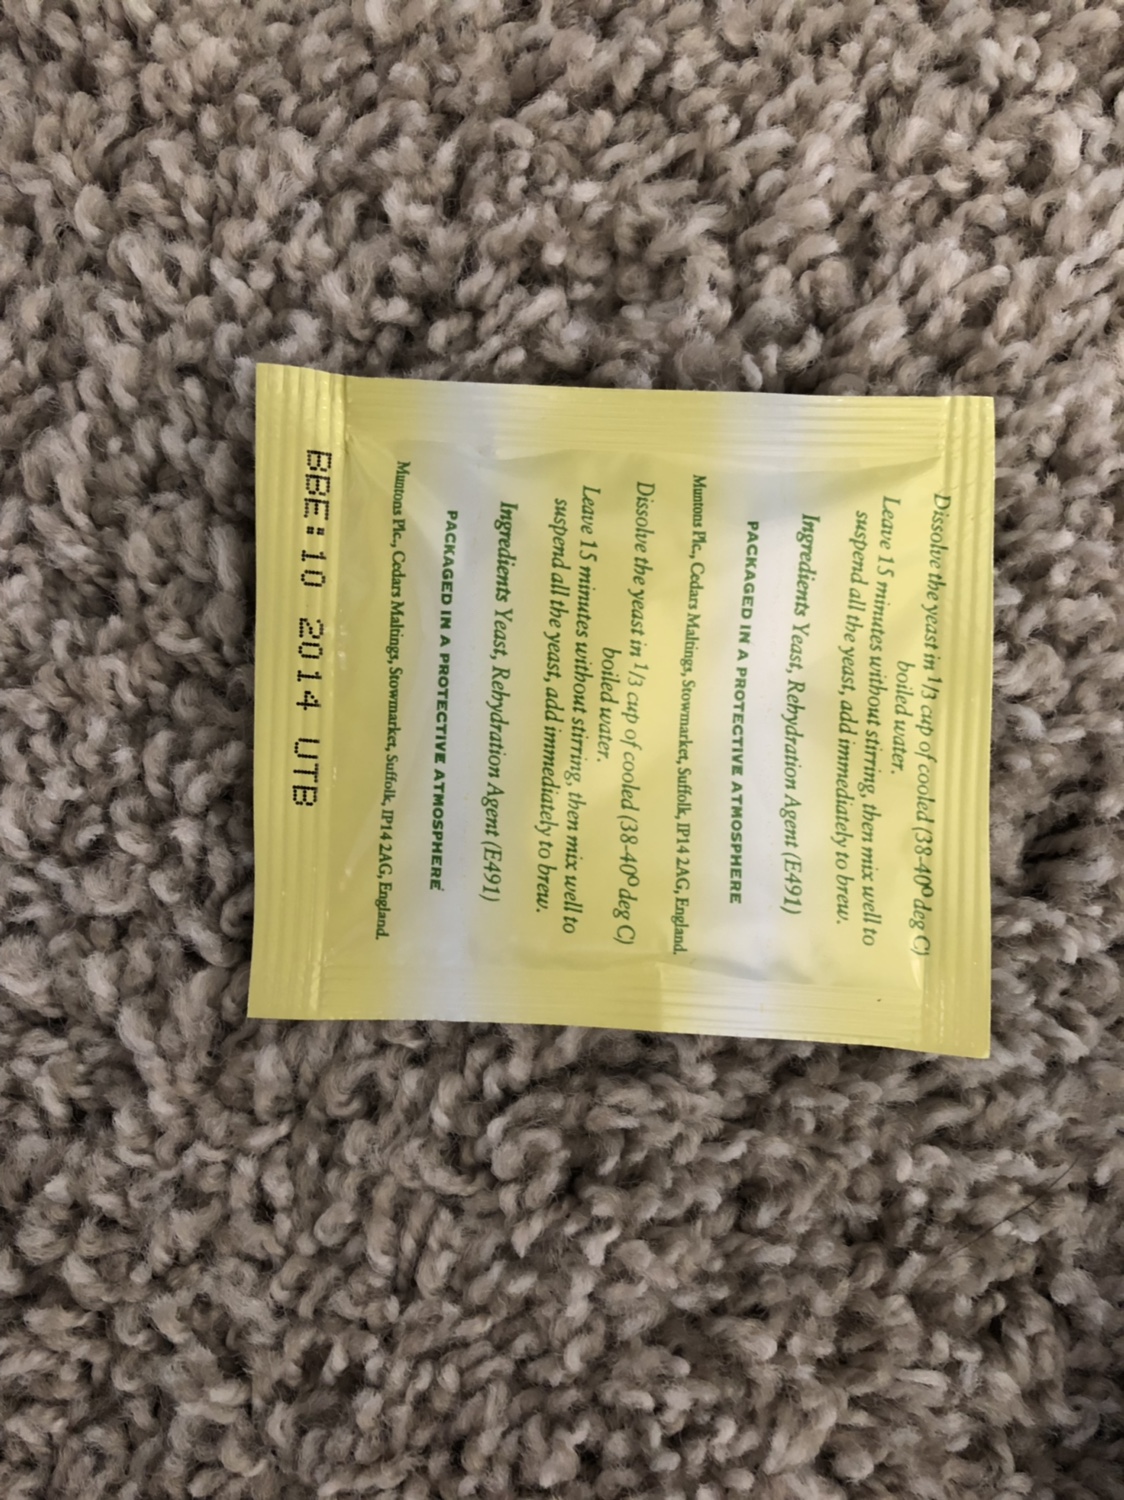 Dissolve the yeast in 1/3 cup of cooled (38-40º deg C)
boiled water.
Leave 15 minutes without stirring, then mix well to
suspend all the yeast, add immediately to brew.
Ingredients Yeast, Rehydration Agent (E491)
PACKAGED IN A PROTECTIVE ATMOSPHERE
Muntons Plc., Cedars Maltings, Stowmarket, Suffolk, IP14 2AG, England.
Dissolve the yeast in 1/3 cup of cooled (38-40º deg C)
boiled water.
Leave 15 minutes without stirring, then mix well to
suspend all the yeast, add immediately to brew.
Ingredients Yeast, Rehydration Agent (E491)
PACKAGED IN A PROTECTIVE ATMOSPHERE
Muntons Plc., Cedars Maltings, Stowmarket, Suffolk, IP14 2AG, England.
BBE: 10 2014 UTB